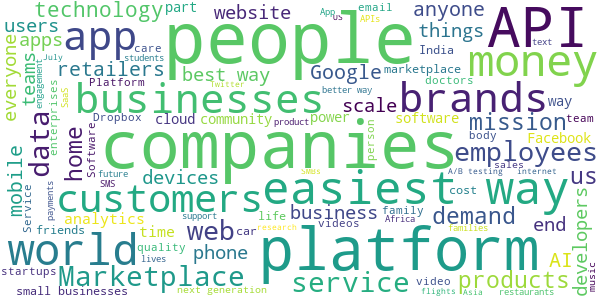 technology
part
website
App
us
email
APIs
anyone
API
users
care
text
apps
students
app
people
things
July
India
everyone
teams
engagement
retailers
best way
Google
marketplace
doctors
money
Platform
Twitter
better way
SaaS
enterprises
businesses
scale
brands
way
Dropbox
cloud
community
power
software
team
data
home
Software
product
person
mission
Facebook
body
companies
employees
sales
mobile
Service
future
SMS
devices
A/B testing
internet
us
payments
customers
easiest way
cost
analytics
support
life
business
family
Africa
demand
developers
friends
time
web
car
videos
research
families
end
world
quality
lives
phone
platform
AI
startups
Marketplace
service
video
products
music
small businesses
next generation
flights
Asia
restaurants